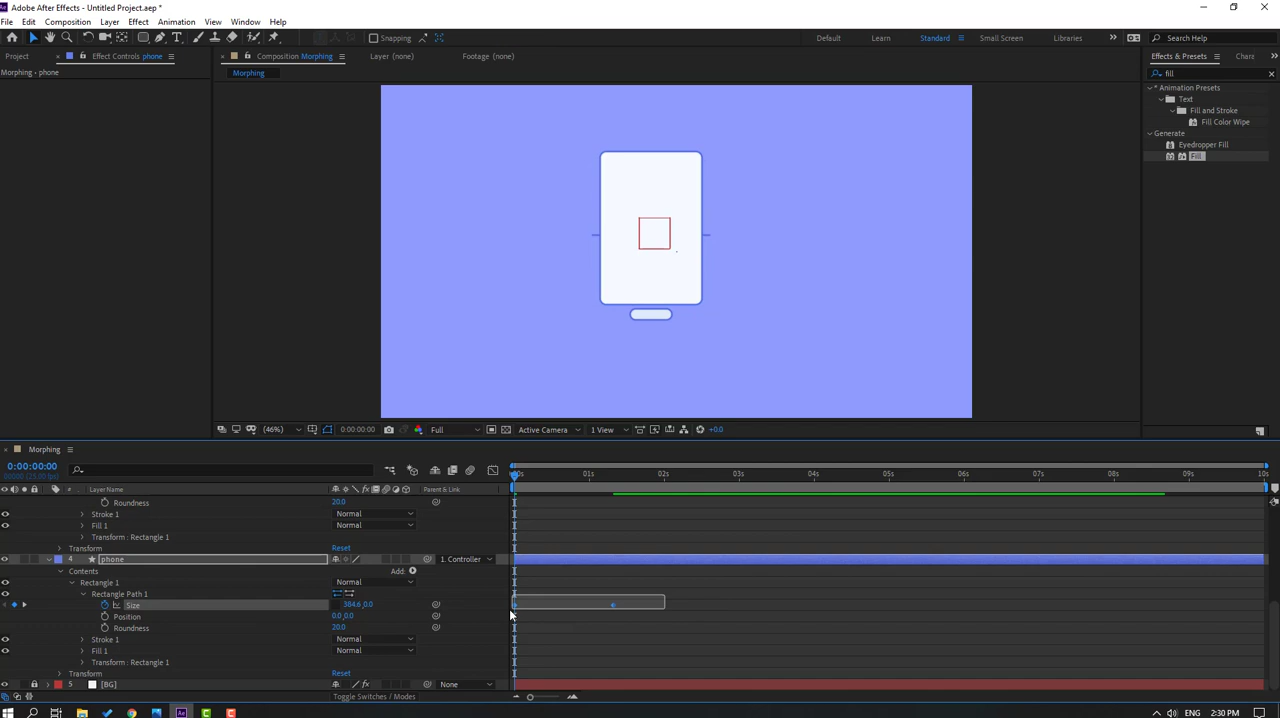 Adobe After Effects - Untitled Project.aep *
File Edit Composition Layer Effect Animation View Window Help
Snapping Default Learn Standard Small Screen Libraries Search Help
Project Effect Controls phone Composition Morphing Layer (none) Footage (none) Effects & Presets
Morphing • phone Morphing fill
* Animation Presets
Text
Fill and Stroke
Fill Color Wipe
Generate
Eyedropper Fill
Fill
(46%) 0:00:00:00 Full Active Camera 1 View +0.0
Morphing
0:00:00:00
01s 02s 03s 04s 05s 06s 07s 08s 09s 10s
# Layer Name Parent & Link
Roundness 20.0
Stroke 1 Normal
Fill 1 Normal
Transform: Rectangle 1
Transform Reset
4 phone 1. Controller
Contents Add:
Rectangle 1 Normal
Rectangle Path 1
Size 384.6,0.0
Position 0.0,0.0
Roundness 20.0
Stroke 1 Normal
Fill 1 Normal
Transform: Rectangle 1
Transform Reset
5 [BG] None
Toggle Switches / Modes
ENG 2:30 PM